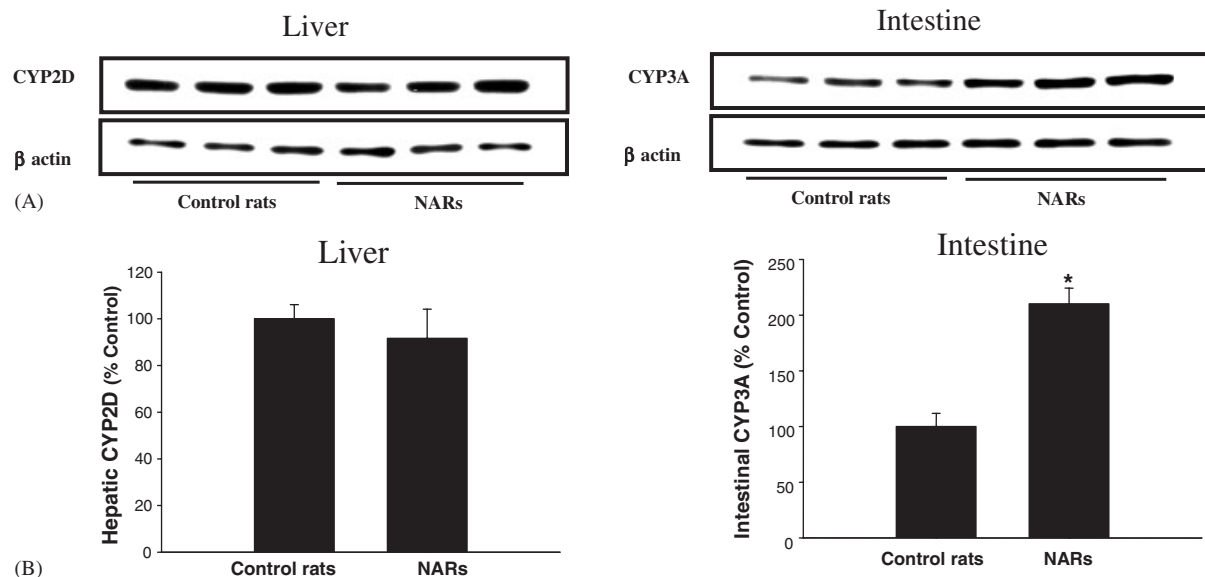 Liver
CYP2D
β actin
Control rats NARs
(A)
Intestine
CYP3A
β actin
Control rats NARs
Liver
Hepatic CYP2D (% Control)
120
100
80
60
40
20
0
Control rats NARs
(B)
Intestine
Intestinal CYP3A (% Control)
250
200
150
100
50
0
*
Control rats NARs